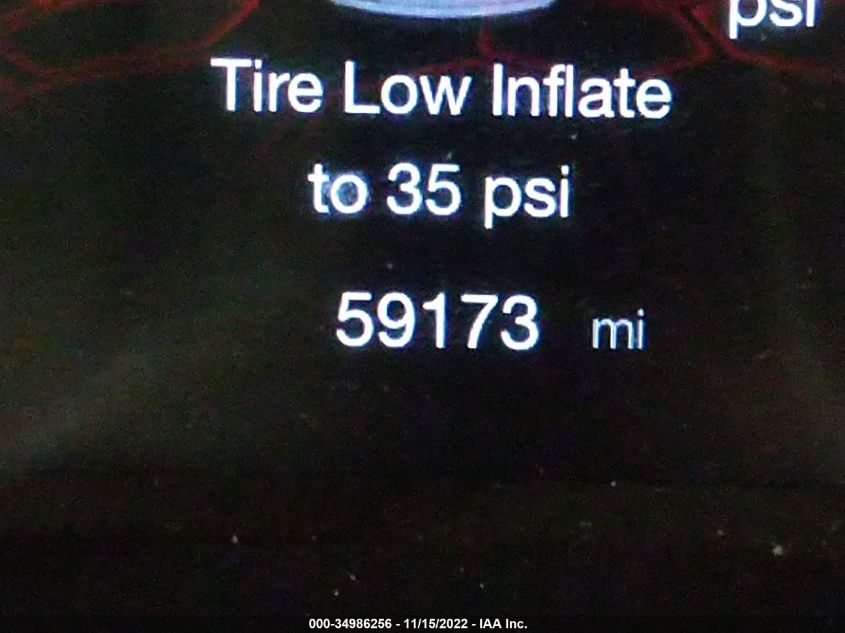 psi
Tire Low Inflate
to 35 psi
59173 mi
000-34986256 - 11/15/2022 - IAA Inc.